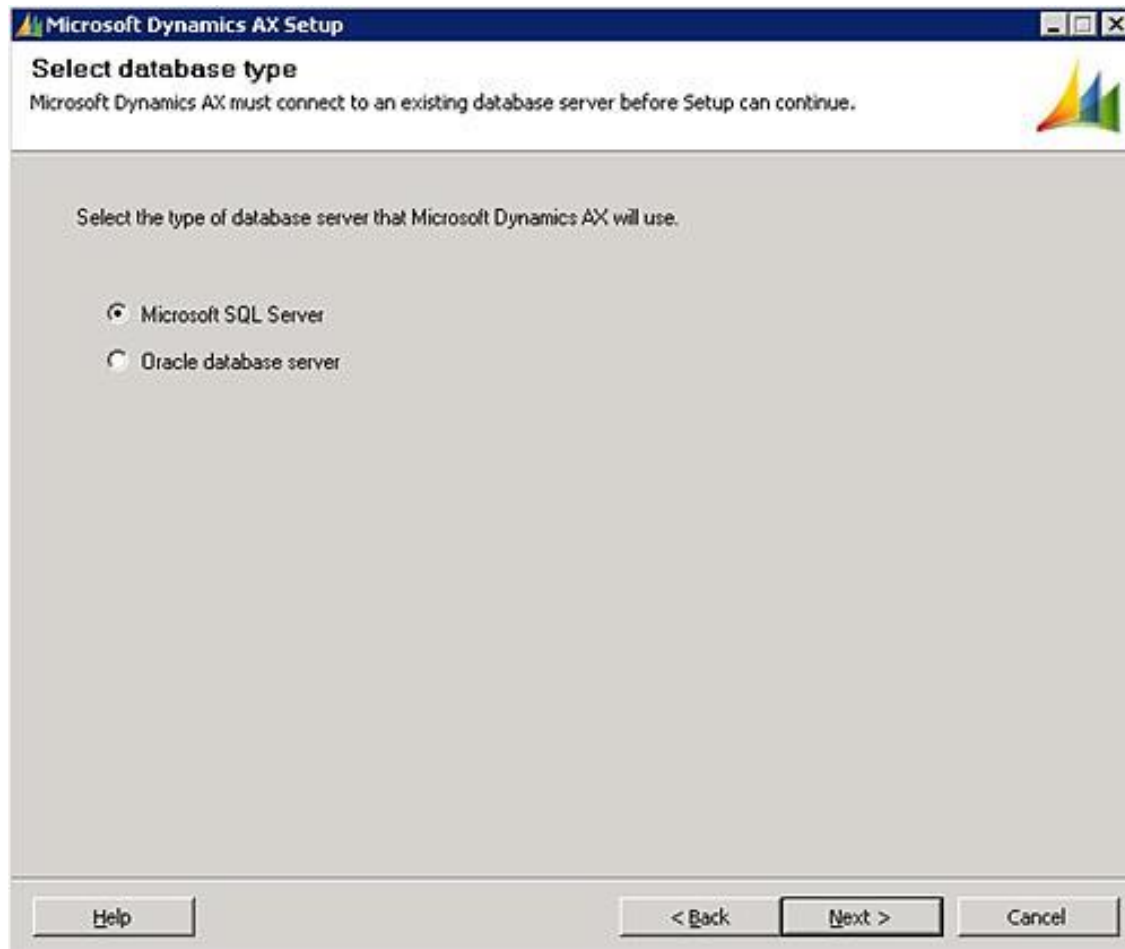 Microsoft Dynamics AX Setup
Select database type
Microsoft Dynamics AX must connect to an existing database server before Setup can continue.
Select the type of database server that Microsoft Dynamics AX will use.
Microsoft SQL Server
Oracle database server
Help
< Back
Next >
Cancel